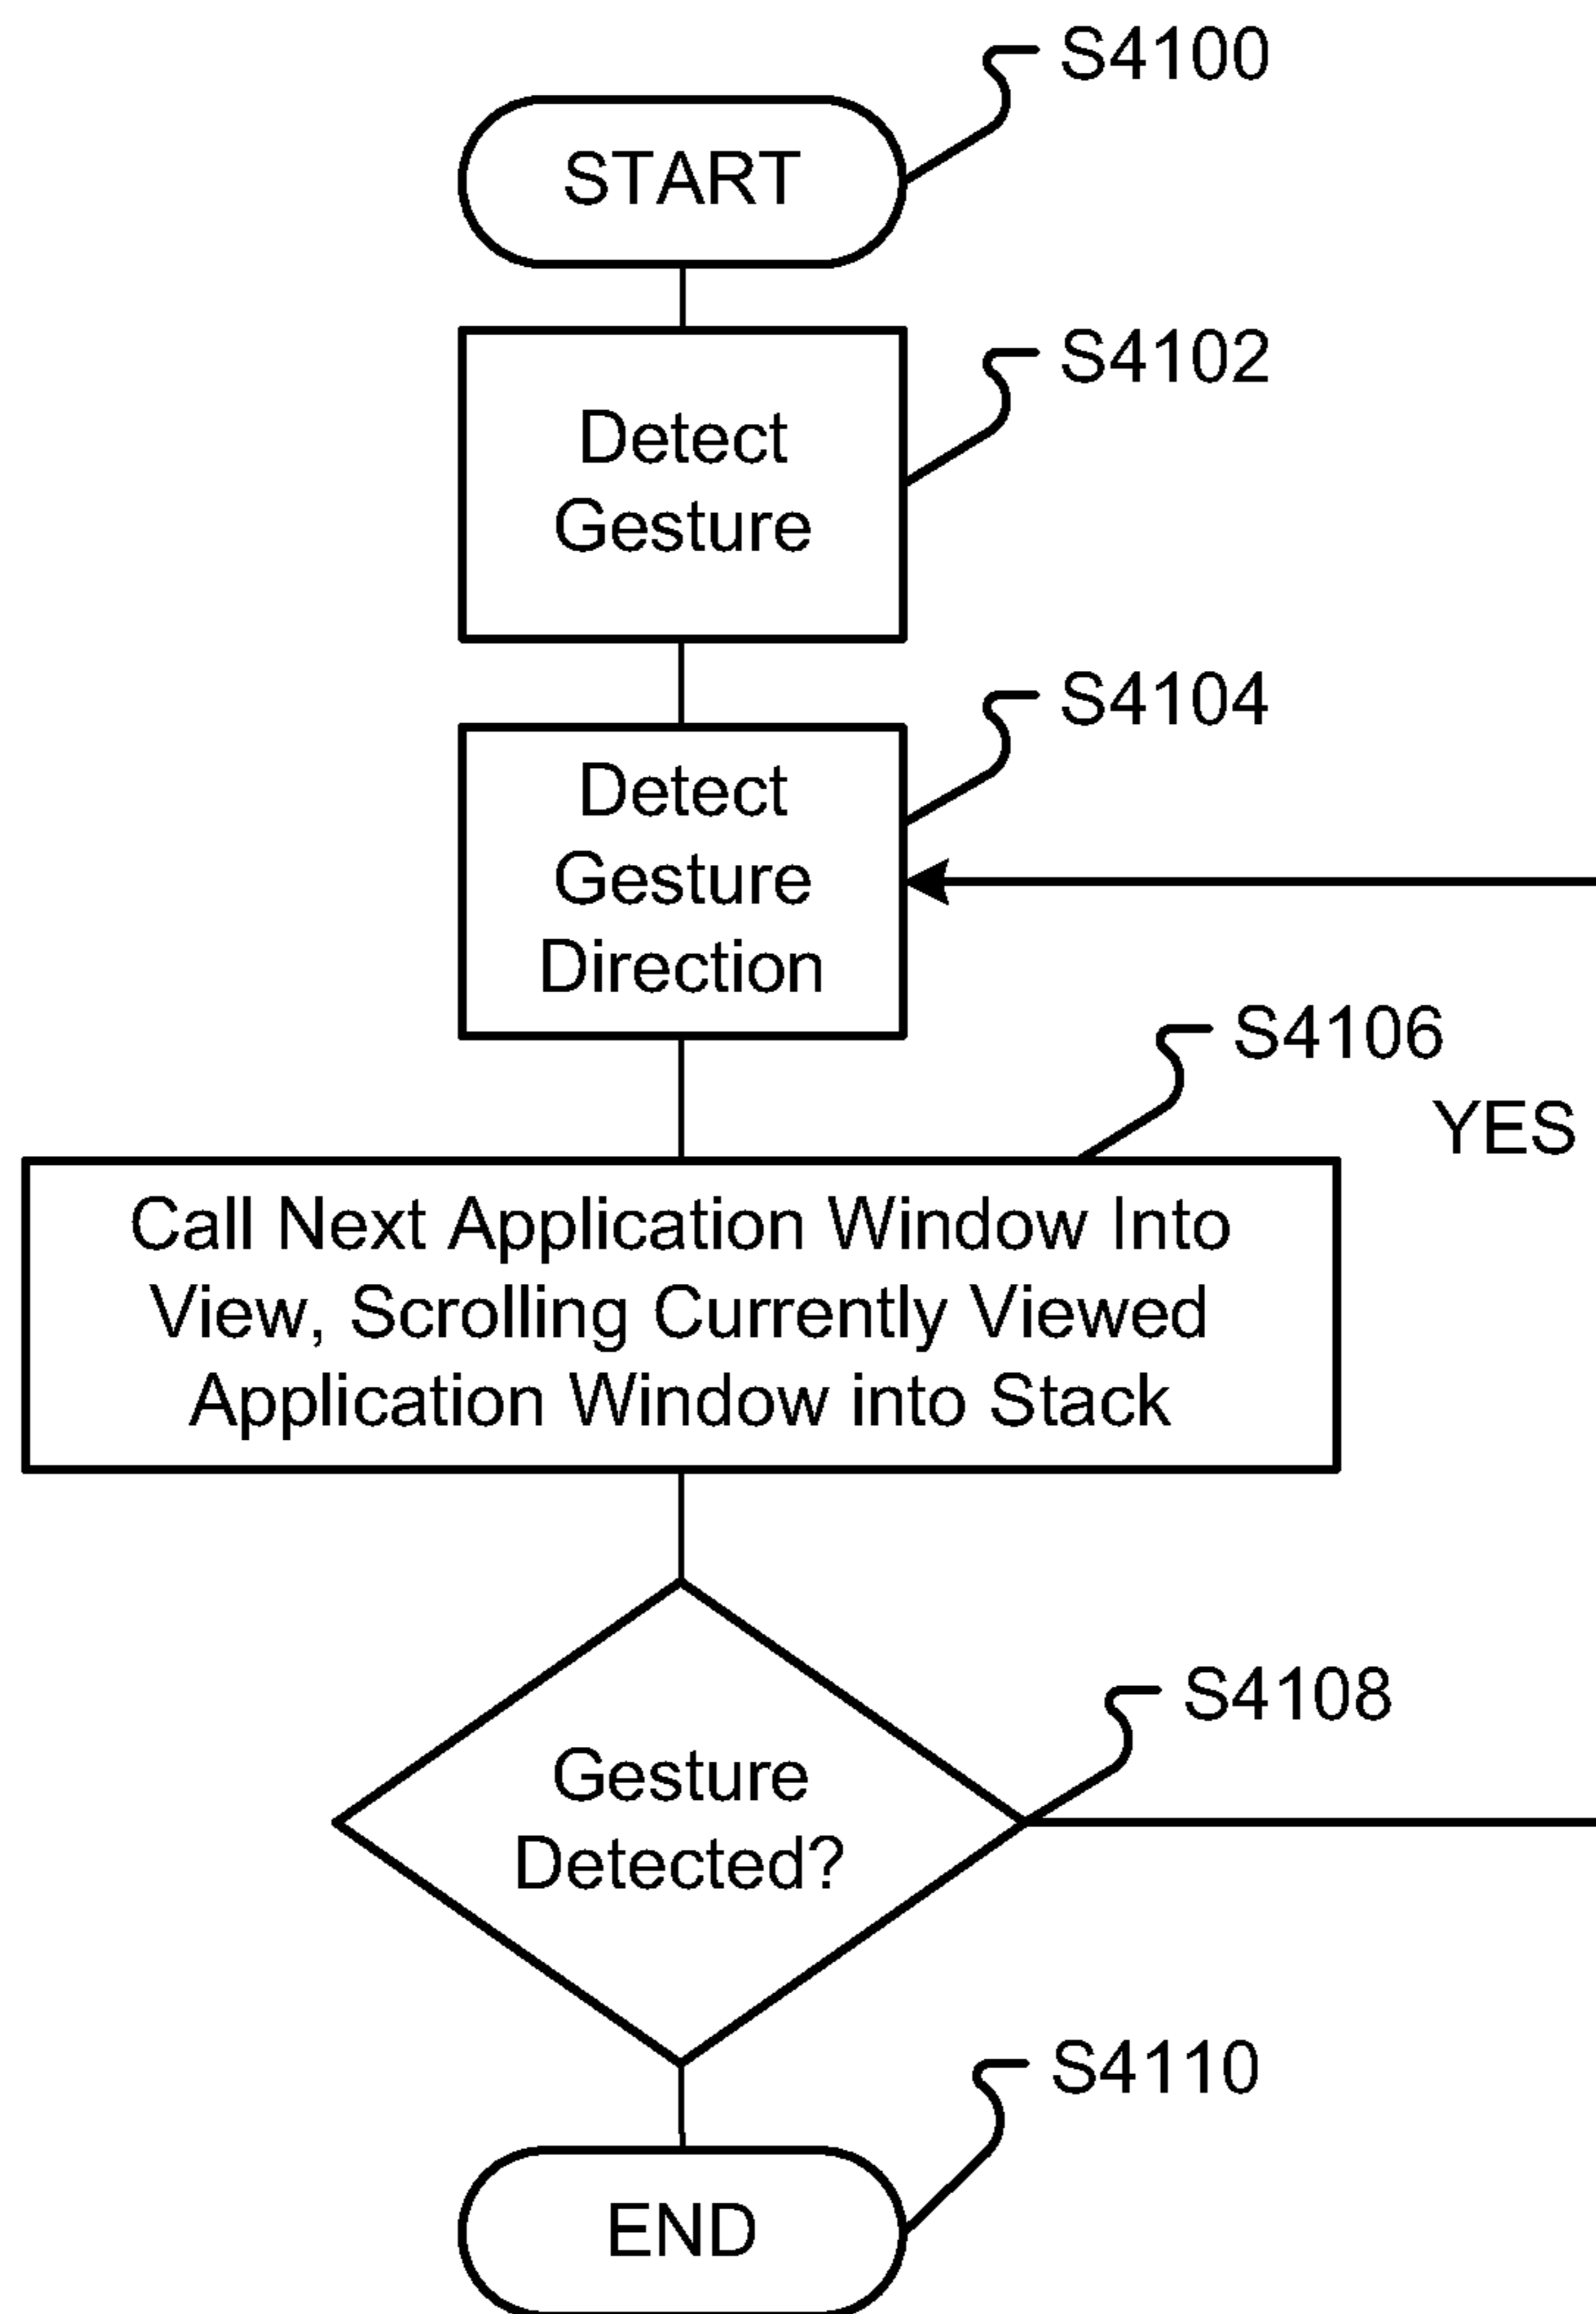 S4100
START
S4102
Detect
Gesture
S4104
Detect
Gesture
Direction
S4106
YES
Call Next Application Window Into
View, Scrolling Currently Viewed
Application Window into Stack
S4108
Gesture
Detected?
S4110
END